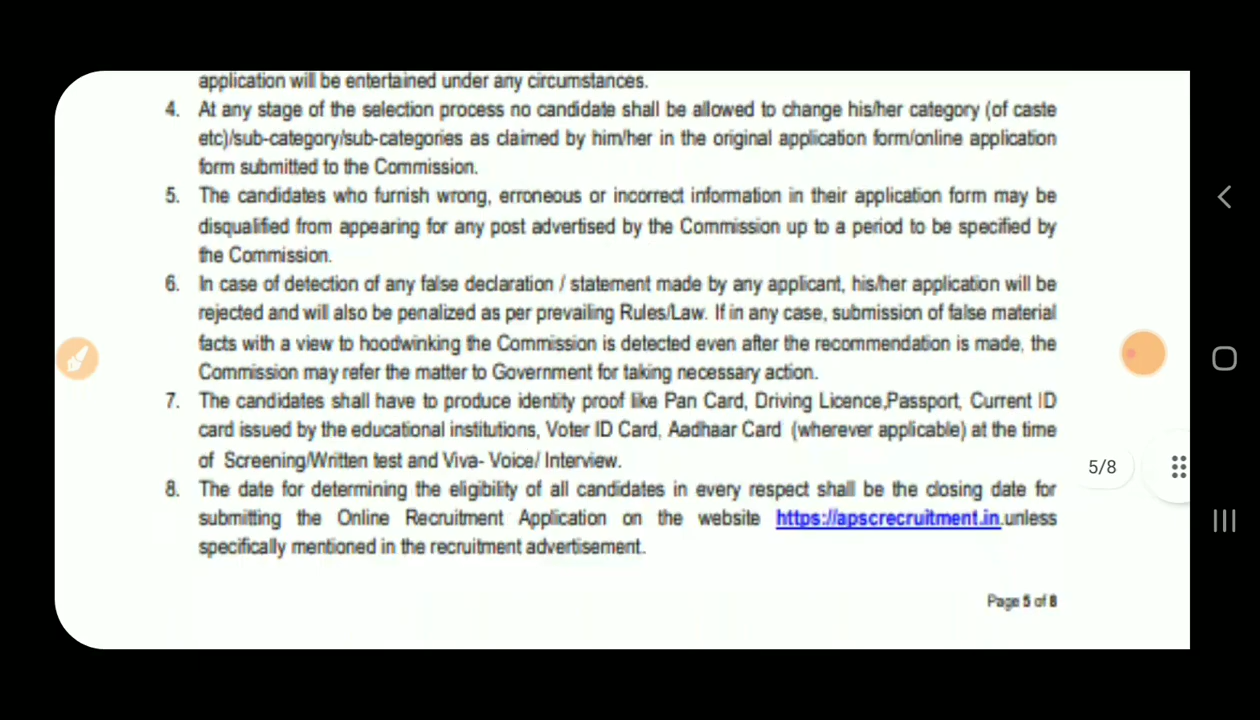 application will be entertained under any circumstances.
4. At any stage of the selection process no candidate shall be allowed to change his/her category (of caste
etc)/sub-category/sub-categories as claimed by him/her in the original application form/online application
form submitted to the Commission.
5. The candidates who furnish wrong, erroneous or incorrect information in their application form may be
disqualified from appearing for any post advertised by the Commission up to a period to be specified by
the Commission.
6. In case of detection of any false declaration / statement made by any applicant, his/her application will be
rejected and will also be penalized as per prevailing Rules/Law. If in any case, submission of false material
facts with a view to hoodwinking the Commission is detected even after the recommendation is made, the
Commission may refer the matter to Government for taking necessary action.
7. The candidates shall have to produce identity proof like Pan Card, Driving Licence,Passport, Current ID
card issued by the educational institutions, Voter ID Card, Aadhaar Card (wherever applicable) at the time
of Screening/Written test and Viva- Voice/ Interview.
5/8
8. The date for determining the eligibility of all candidates in every respect shall be the closing date for
submitting the Online Recruitment Application on the website https://apscrecruitment.in.unless
specifically mentioned in the recruitment advertisement.
Page 5 of 8